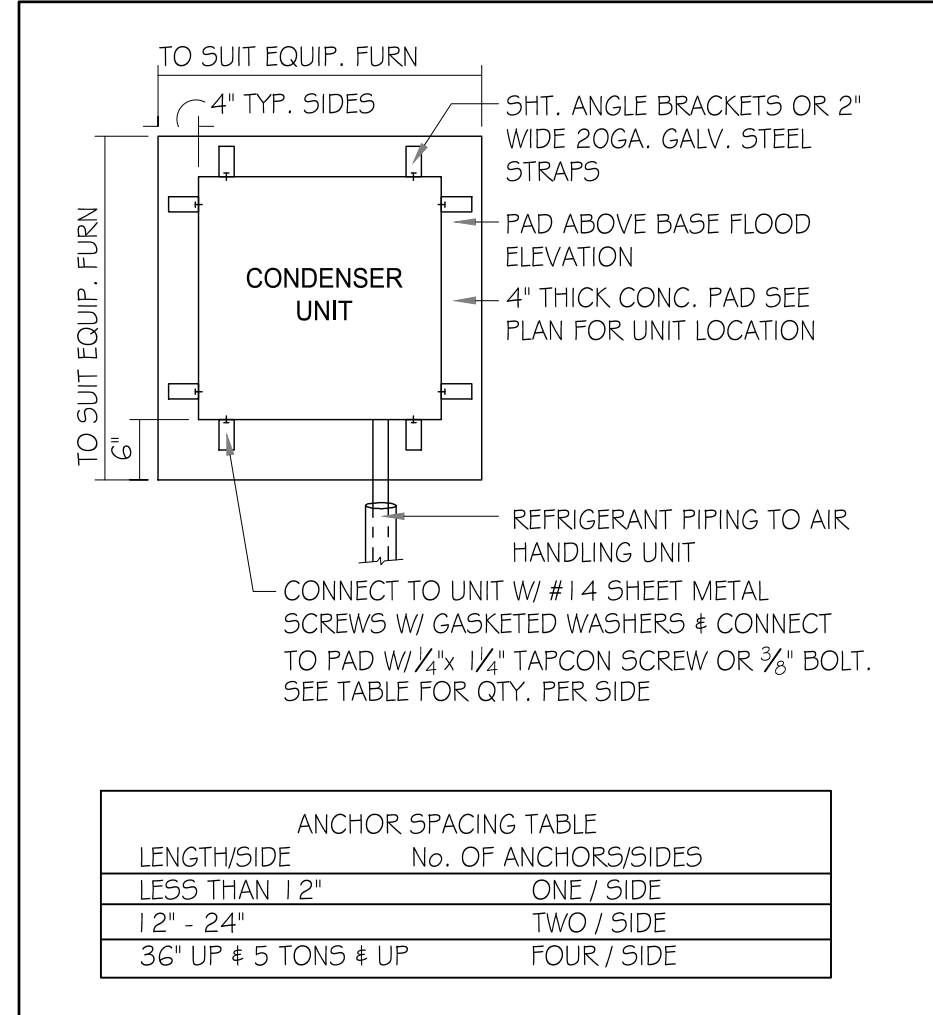 TO SUIT EQUIP. FURN
4" TYP. SIDES
SHT. ANGLE BRACKETS OR 2"
WIDE 20GA. GALV. STEEL
STRAPS
PAD ABOVE BASE FLOOD
ELEVATION
4" THICK CONC. PAD SEE
PLAN FOR UNIT LOCATION
CONDENSER
UNIT
TO SUIT EQUIP. FURN
6"
REFRIGERANT PIPING TO AIR
HANDLING UNIT
CONNECT TO UNIT W/ #14 SHEET METAL
SCREWS W/ GASKETED WASHERS & CONNECT
TO PAD W/ 1/4"x 1 1/4" TAPCON SCREW OR 3/8" BOLT.
SEE TABLE FOR QTY. PER SIDE
ANCHOR SPACING TABLE
LENGTH/SIDE No. OF ANCHORS/SIDES
LESS THAN 12" ONE / SIDE
12" - 24" TWO / SIDE
36" UP & 5 TONS & UP FOUR / SIDE